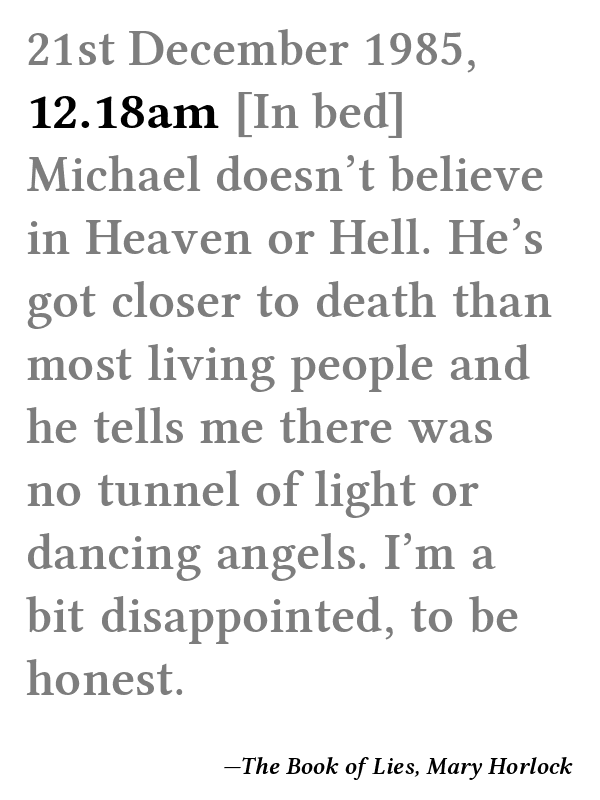 21st December 1985,
12.18am [In bed]
Michael doesn’t believe
in Heaven or Hell. He’s
got closer to death than
most living people and
he tells me there was
no tunnel of light or
dancing angels. I’m a
bit disappointed, to be
honest.
—The Book of Lies, Mary Horlock